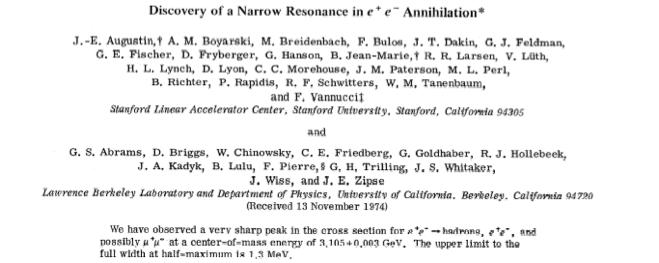 Discovery of a Narrow Resonance in e⁺ e⁻ Annihilation*
J.-E. Augustin,† A. M. Boyarski, M. Breidenbach, F. Bulos, J. T. Dakin, G. J. Feldman,
G. E. Fischer, D. Fryberger, G. Hanson, B. Jean-Marie,† R. R. Larsen, V. Lüth,
H. L. Lynch, D. Lyon, C. C. Morehouse, J. M. Paterson, M. L. Perl,
B. Richter, P. Rapidis, R. F. Schwitters, W. M. Tanenbaum,
and F. Vannucci‡
Stanford Linear Accelerator Center, Stanford University, Stanford, California 94305
and
G. S. Abrams, D. Briggs, W. Chinowsky, C. E. Friedberg, G. Goldhaber, R. J. Hollebeek,
J. A. Kadyk, B. Lulu, F. Pierre,§ G. H. Trilling, J. S. Whitaker,
J. Wiss, and J. E. Zipse
Lawrence Berkeley Laboratory and Department of Physics, University of California, Berkeley, California 94720
(Received 13 November 1974)
We have observed a very sharp peak in the cross section for e⁺e⁻ → hadrons, e⁺e⁻, and
possibly μ⁺μ⁻ at a center-of-mass energy of 3.105±0.003 GeV. The upper limit to the
full width at half-maximum is 1.3 MeV.